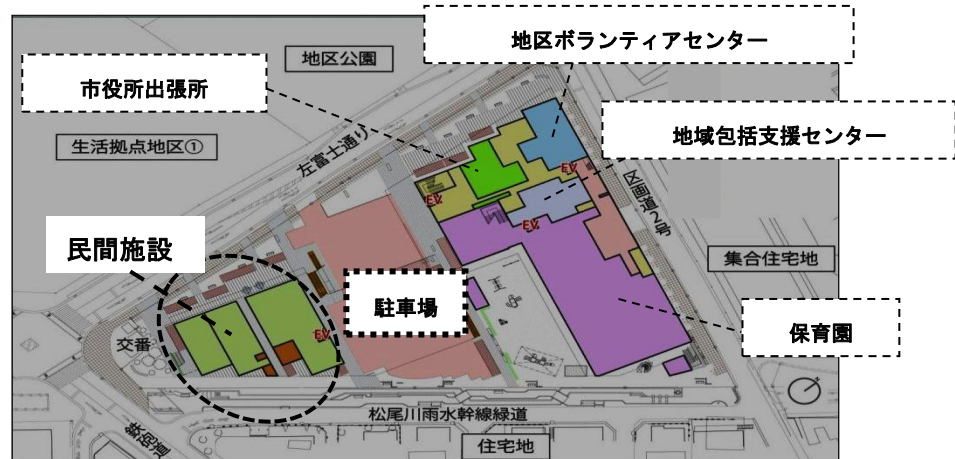 地区公園
地区ボランティアセンター
市役所出張所
地域包括支援センター
生活拠点地区①
左富士通り
EV
EV
EV
区画道2号
民間施設
集合住宅地
駐車場
EV
保育園
交番
松尾川雨水幹線緑道
鉄砲道
住宅地